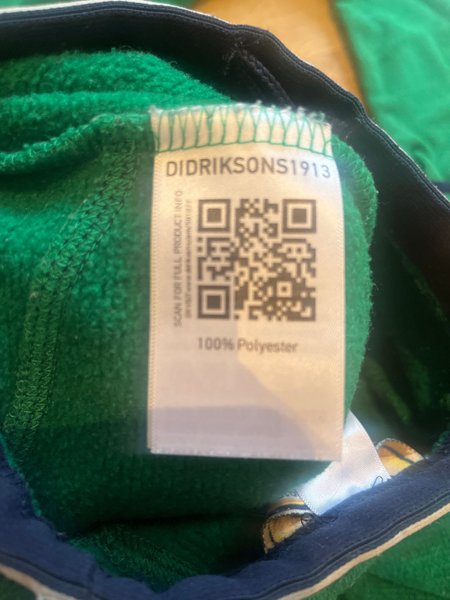 DIDRIKSONS1913
SCAN FOR FULL PRODUCT INFO:
100% Polyester